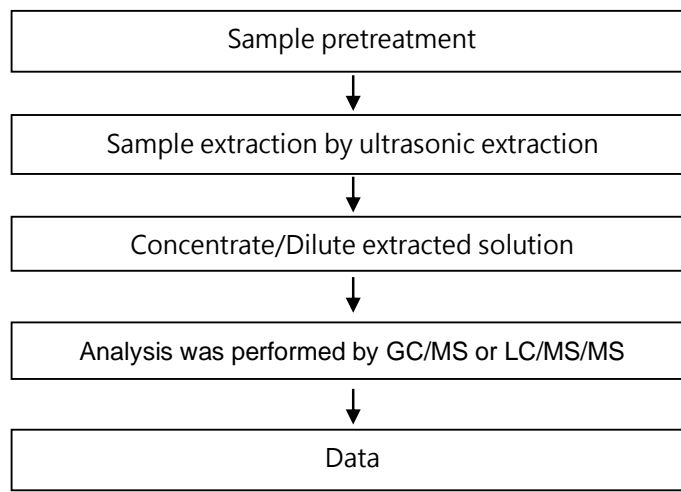 Sample pretreatment
Sample extraction by ultrasonic extraction
Concentrate/Dilute extracted solution
Analysis was performed by GC/MS or LC/MS/MS
Data